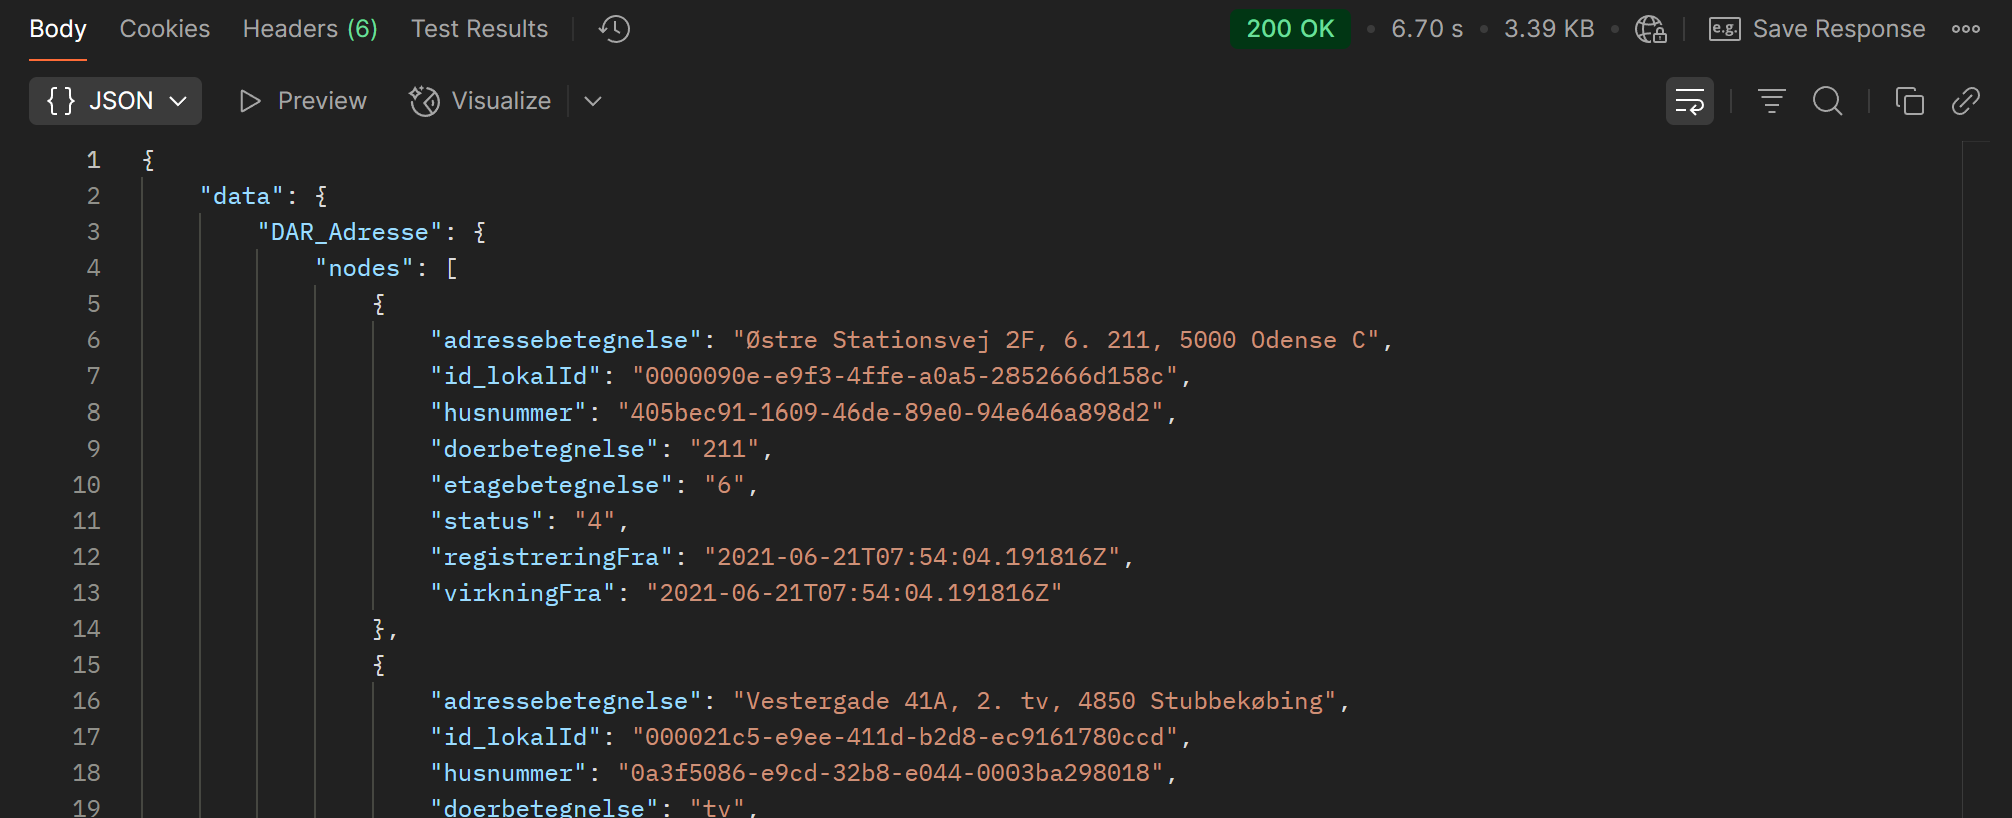 Body Cookies Headers (6) Test Results 200 OK • 6.70 s • 3.39 KB • e.g. Save Response
{} JSON Preview Visualize
1 {
2 "data": {
3 "DAR_Adresse": {
4 "nodes": [
5 {
6 "adressebetegnelse": "Østre Stationsvej 2F, 6. 211, 5000 Odense C",
7 "id_lokalId": "0000090e-e9f3-4ffe-a0a5-2852666d158c",
8 "husnummer": "405bec91-1609-46de-89e0-94e646a898d2",
9 "doerbetegnelse": "211",
10 "etagebetegnelse": "6",
11 "status": "4",
12 "registreringFra": "2021-06-21T07:54:04.191816Z",
13 "virkningFra": "2021-06-21T07:54:04.191816Z"
14 },
15 {
16 "adressebetegnelse": "Vestergade 41A, 2. tv, 4850 Stubbekøbing",
17 "id_lokalId": "000021c5-e9ee-411d-b2d8-ec9161780ccd",
18 "husnummer": "0a3f5086-e9cd-32b8-e044-0003ba298018",
19 "doerbetegnelse": "tv",